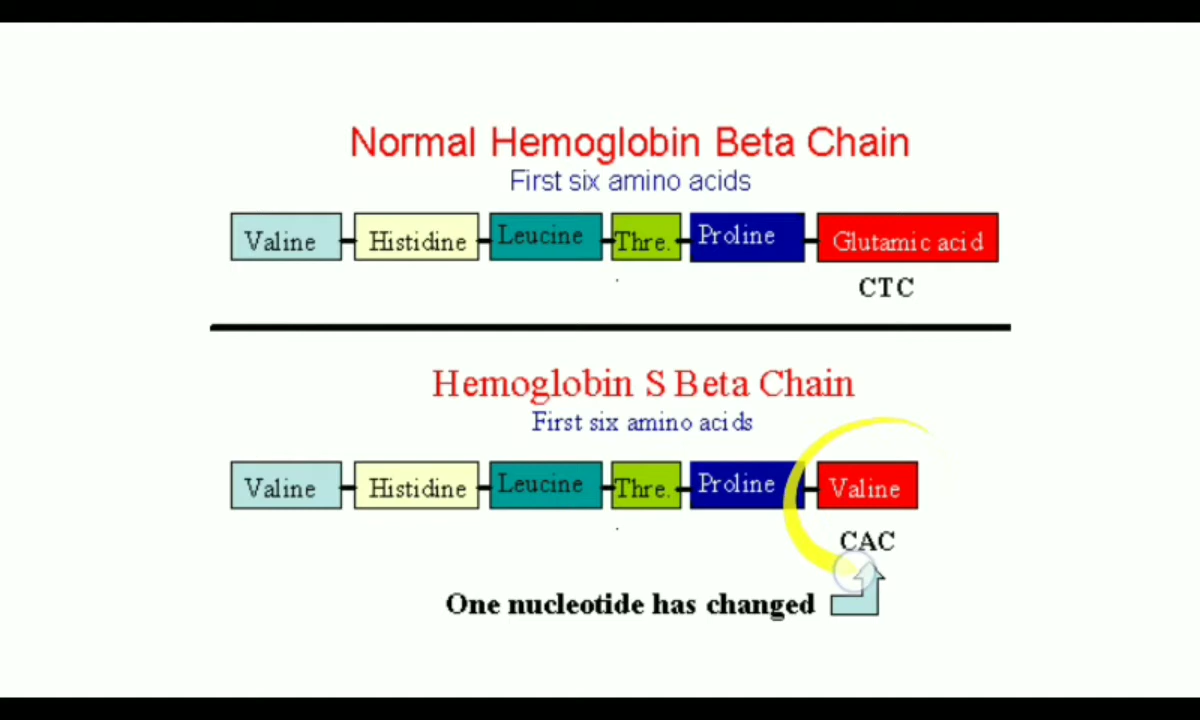 Normal Hemoglobin Beta Chain
First six amino acids
Valine Histidine Leucine Thre. Proline Glutamic acid
CTC
Hemoglobin S Beta Chain
First six amino acids
Valine Histidine Leucine Thre. Proline Valine
CAC
One nucleotide has changed